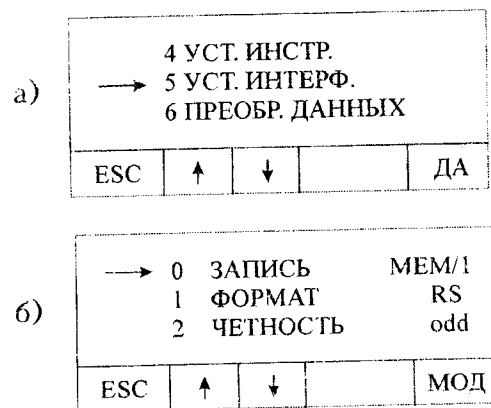 а)
4 УСТ. ИНСТР.
→ 5 УСТ. ИНТЕРФ.
6 ПРЕОБР. ДАННЫХ
ESC ↑ ↓ ДА
б)
→ 0 ЗАПИСЬ MEM/1
1 ФОРМАТ RS
2 ЧЕТНОСТЬ odd
ESC ↑ ↓ МОД